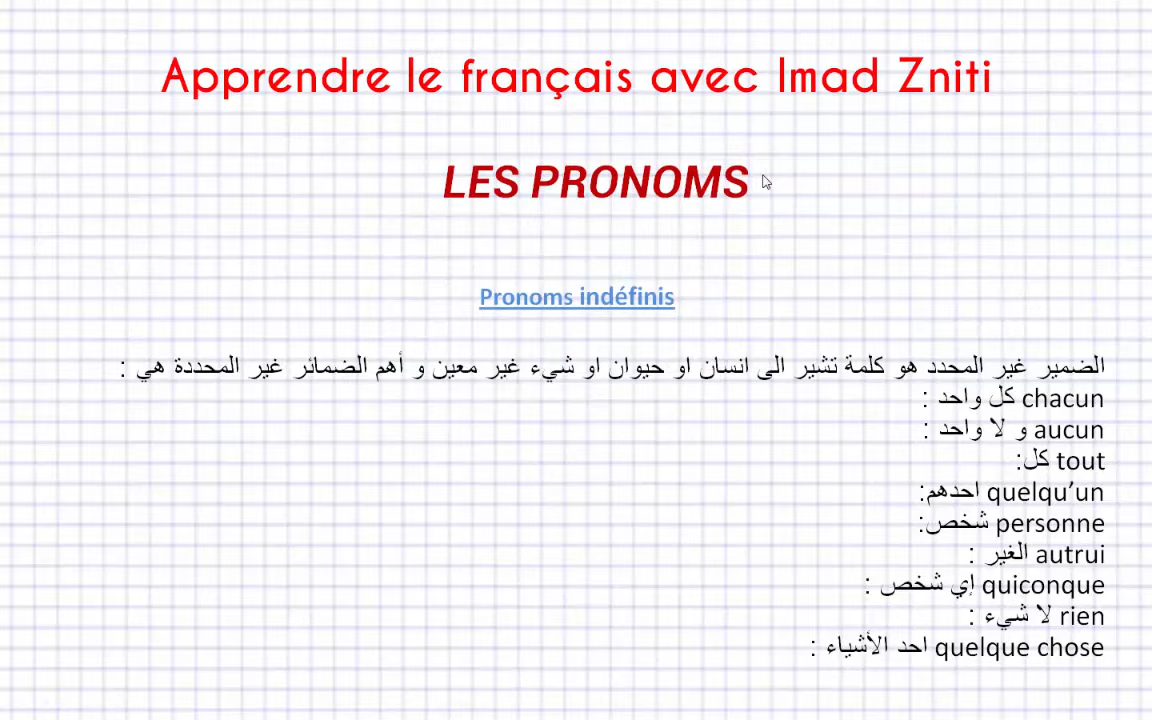 Apprendre le français avec Imad Zniti
LES PRONOMS
Pronoms indéfinis
الضمير غير المحدد هو كلمة تشير الى انسان او حيوان او شيء غير معين و أهم الضمائر غير المحددة هي :
chacun كل واحد :
aucun و لا واحد :
tout كل:
quelqu’un احدهم:
personne شخص:
autrui الغير :
quiconque إي شخص :
rien لا شيء :
quelque chose احد الأشياء :